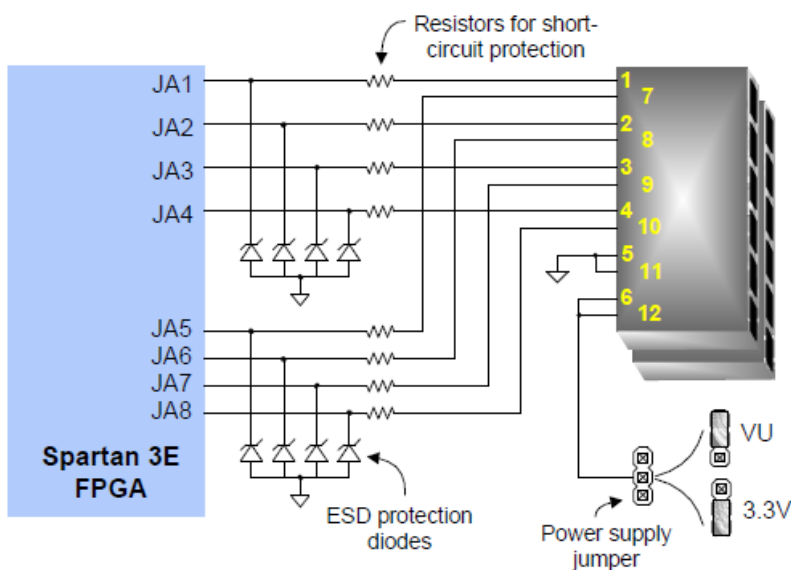 Resistors for short-
circuit protection
JA1
JA2
JA3
JA4
1
7
2
8
3
9
4
10
5
11
6
12
JA5
JA6
JA7
JA8
Spartan 3E
FPGA
ESD protection
diodes
Power supply
jumper
VU
3.3V